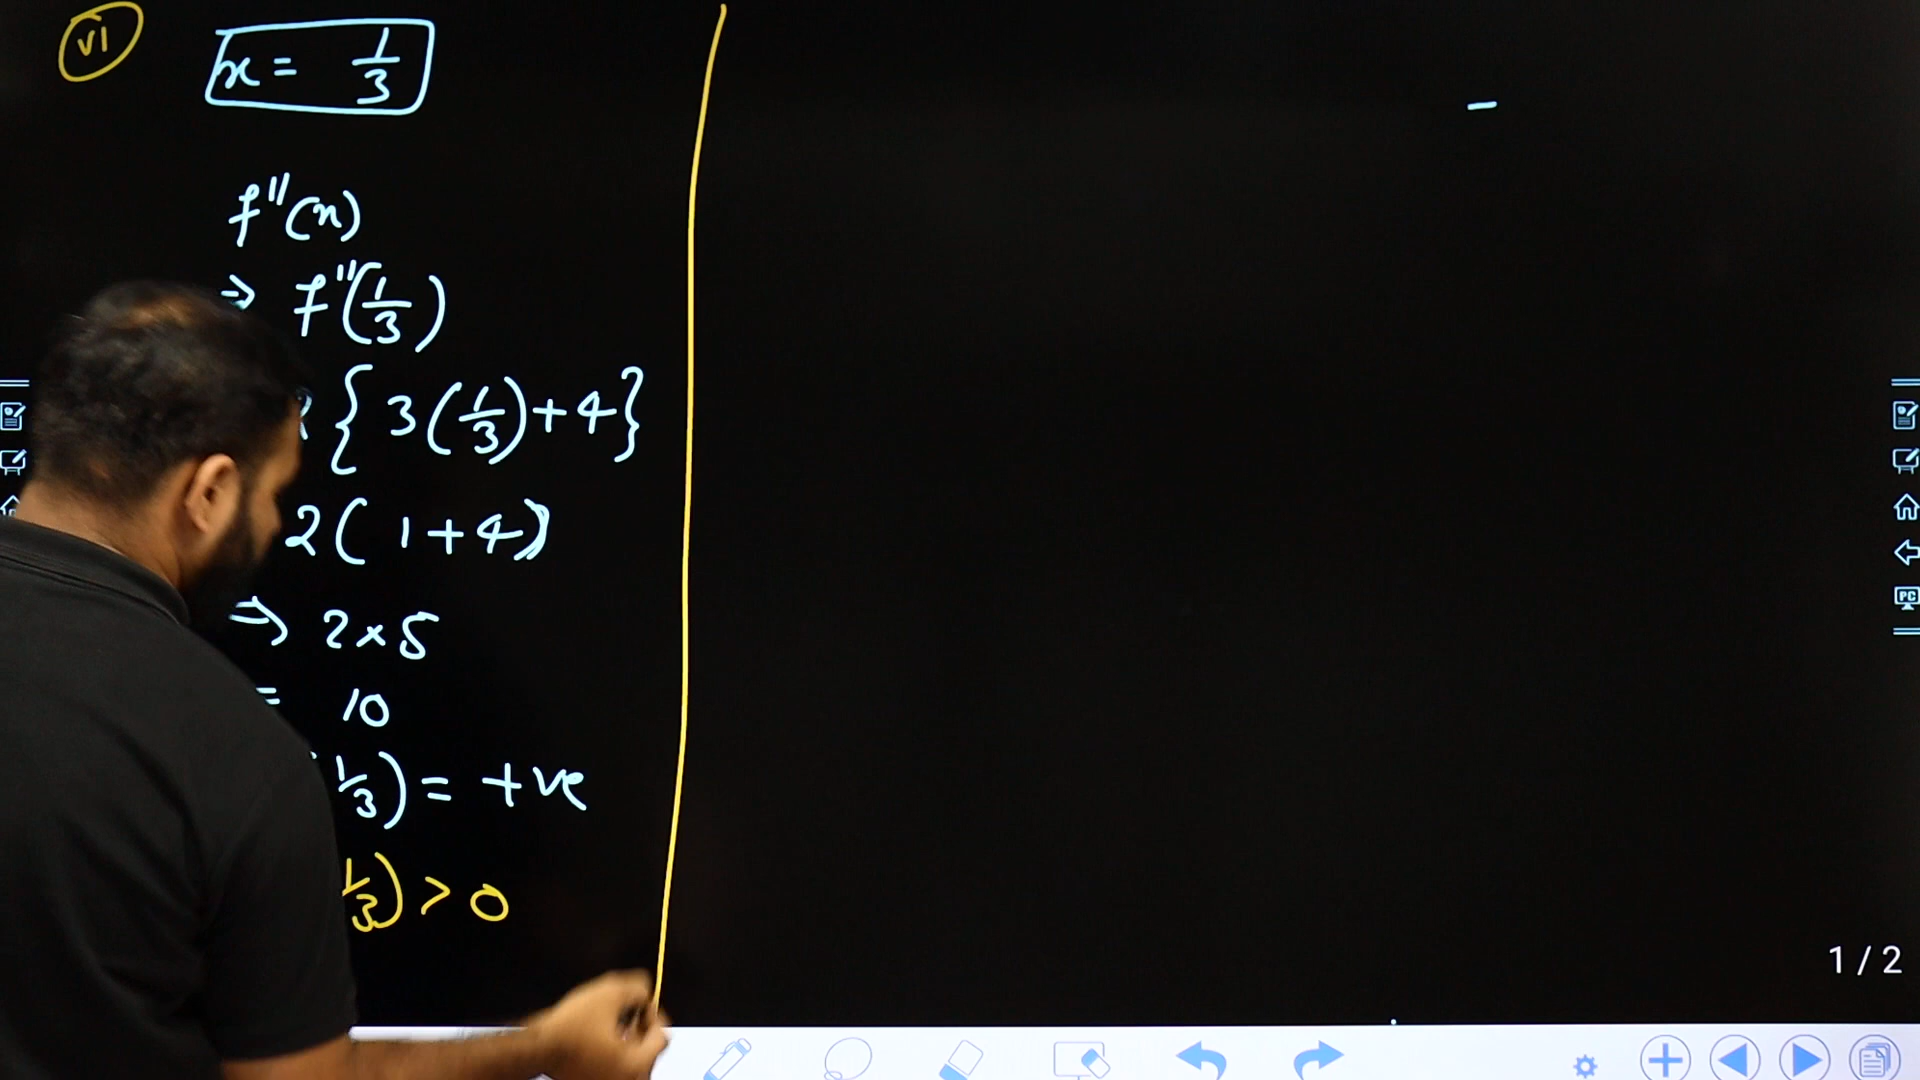 VI
x = 1/3
f''(x)
⇒ f''(1/3)
{ 3(1/3)+4}
2( 1+4)
⇒ 2×5
= 10
1/3) = +ve
1/3) > 0
1 / 2
PC